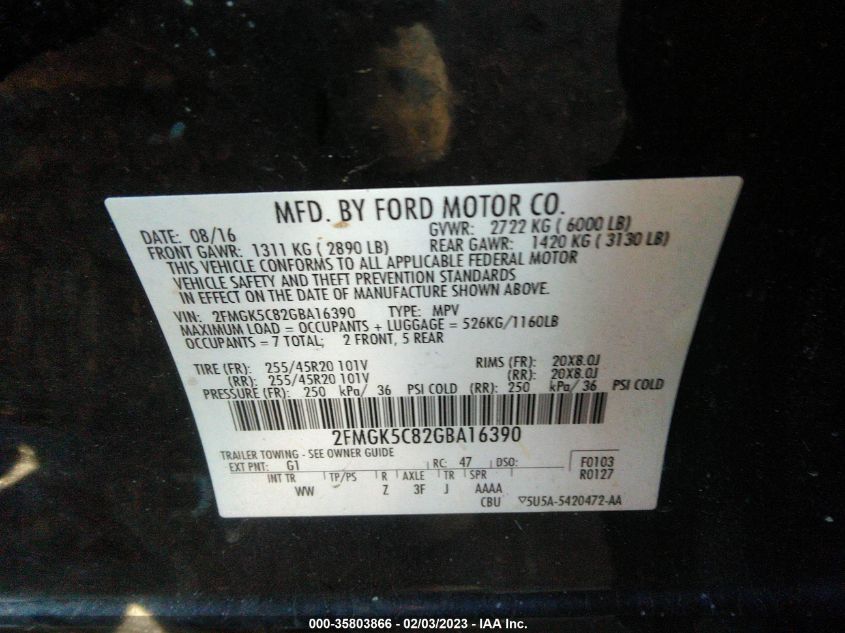 MFD. BY FORD MOTOR CO.
DATE: 08/16 GVWR: 2722 KG ( 6000 LB)
FRONT GAWR: 1311 KG ( 2890 LB) REAR GAWR: 1420 KG ( 3130 LB)
THIS VEHICLE CONFORMS TO ALL APPLICABLE FEDERAL MOTOR
VEHICLE SAFETY AND THEFT PREVENTION STANDARDS
IN EFFECT ON THE DATE OF MANUFACTURE SHOWN ABOVE.
VIN: 2FMGK5C82GBA16390 TYPE: MPV
MAXIMUM LOAD = OCCUPANTS + LUGGAGE = 526KG/1160LB
OCCUPANTS = 7 TOTAL; 2 FRONT, 5 REAR
TIRE (FR): 255/45R20 101V RIMS (FR): 20X8.0J
(RR): 255/45R20 101V (RR): 20X8.0J
PRESSURE (FR): 250 kPa/ 36 PSI COLD (RR): 250 kPa/ 36 PSI COLD
2FMGK5C82GBA16390
TRAILER TOWING - SEE OWNER GUIDE
EXT PNT: G1 RC: 47 DSO: F0103
INT TR TP/PS R AXLE TR SPR R0127
WW Z 3F J AAAA
CBU 5U5A-5420472-AA
000-35803866 - 02/03/2023 - IAA Inc.